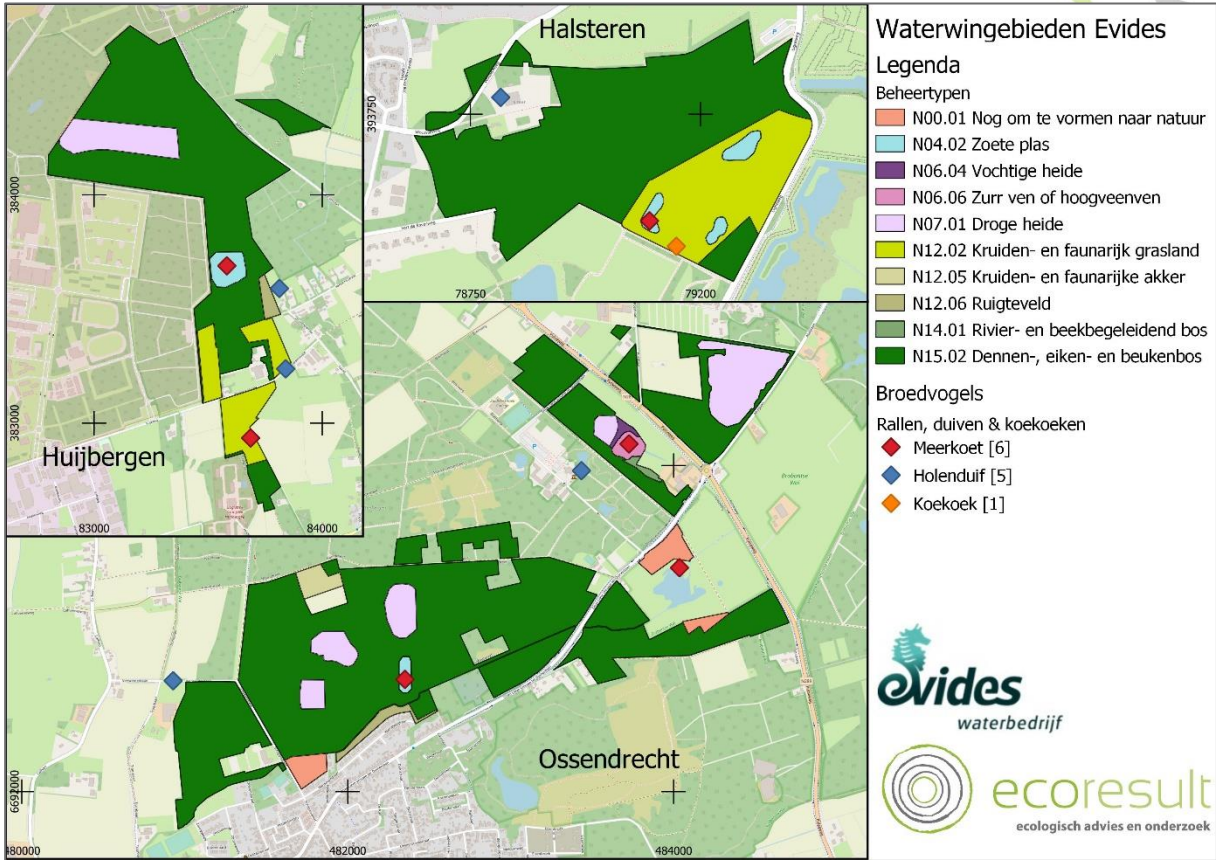 Huijbergen
384000
383000
83000
84000
Halsteren
393750
78750
79200
Ossendrecht
6692000
480000
482000
484000
Waterwingebieden Evides
Legenda
Beheertypen
N00.01 Nog om te vormen naar natuur
N04.02 Zoete plas
N06.04 Vochtige heide
N06.06 Zurr ven of hoogveenven
N07.01 Droge heide
N12.02 Kruiden- en faunarijk grasland
N12.05 Kruiden- en faunarijke akker
N12.06 Ruigteveld
N14.01 Rivier- en beekbegeleidend bos
N15.02 Dennen-, eiken- en beukenbos
Broedvogels
Rallen, duiven & koekoeken
Meerkoet [6]
Holenduif [5]
Koekoek [1]
evides
waterbedrijf
ecoresult
ecologisch advies en onderzoek